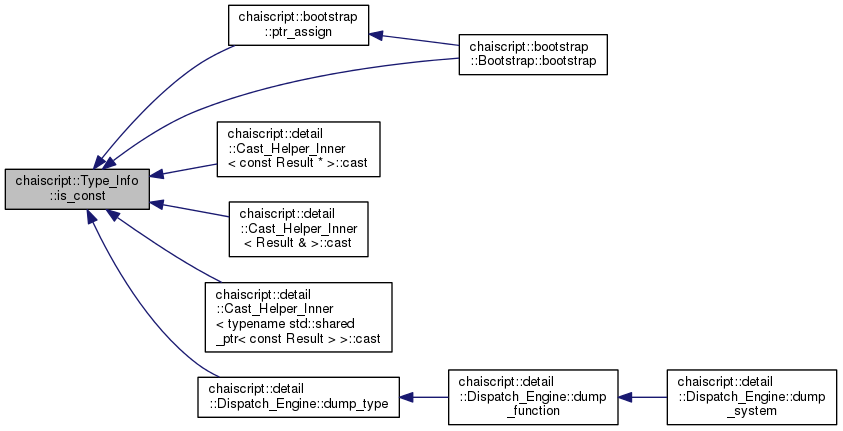 chaiscript::bootstrap
::ptr_assign
chaiscript::bootstrap
::Bootstrap::bootstrap
chaiscript::detail
::Cast_Helper_Inner
< const Result * >::cast
chaiscript::Type_Info
::is_const
chaiscript::detail
::Cast_Helper_Inner
< Result & >::cast
chaiscript::detail
::Cast_Helper_Inner
< typename std::shared
_ptr< const Result > >::cast
chaiscript::detail
::Dispatch_Engine::dump_type
chaiscript::detail
::Dispatch_Engine::dump
_function
chaiscript::detail
::Dispatch_Engine::dump
_system